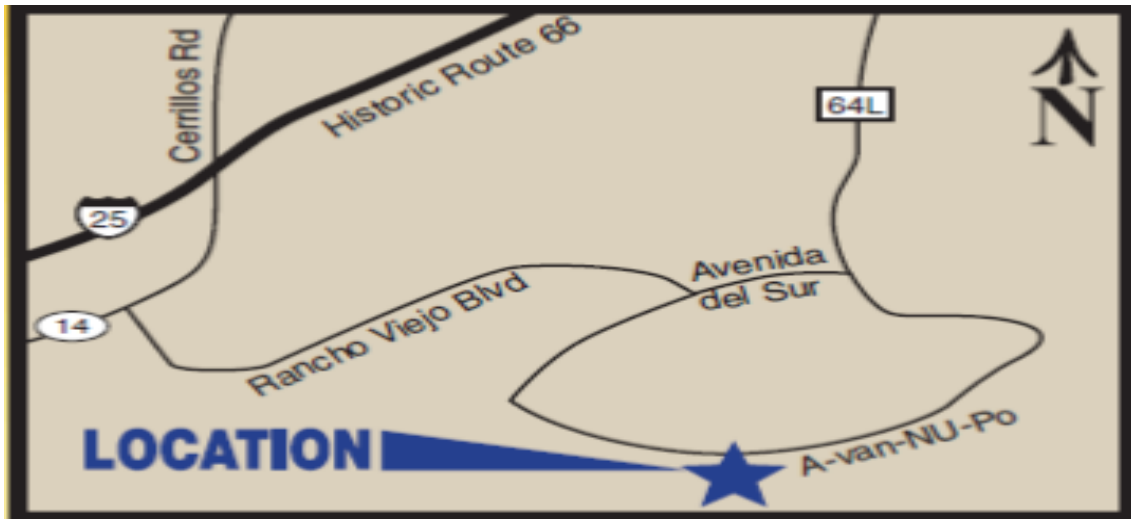 Cerrillos Rd
Historic Route 66
64L
N
25
Avenida
del Sur
Rancho Viejo Blvd
14
LOCATION
A-van-NU-Po